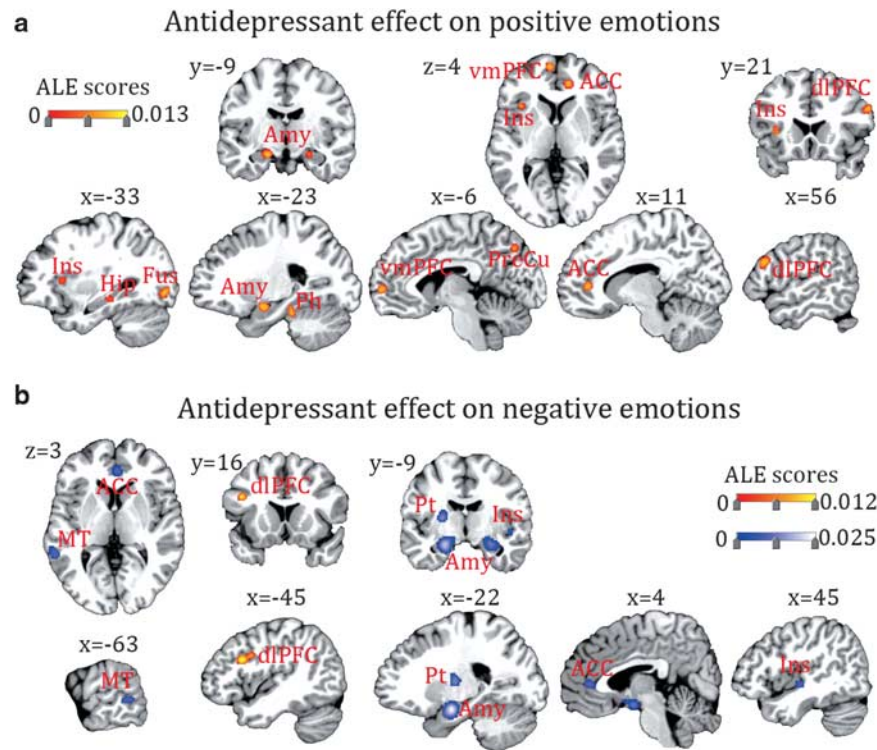 a
Antidepressant effect on positive emotions
ALE scores
0 0.013
y=-9
Amy
z=4
vmPFC
ACC
Ins
y=21
dlPFC
Ins
x=-33
Ins
Hip
Fus
x=-23
Amy
Ph
x=-6
vmPFC
PreCu
x=11
ACC
x=56
dlPFC
b
Antidepressant effect on negative emotions
z=3
ACC
MT
y=16
dlPFC
y=-9
Pt
Ins
Amy
ALE scores
0 0.012
0 0.025
x=-63
MT
x=-45
dlPFC
x=-22
Pt
Amy
x=4
ACC
x=45
Ins